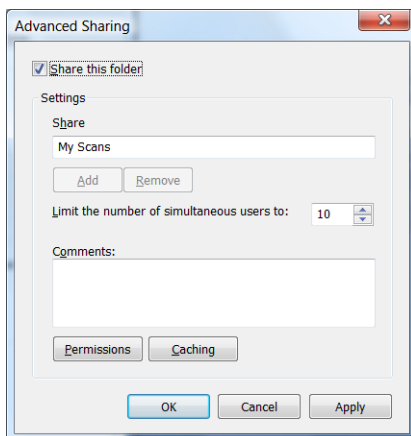 Advanced Sharing
Share this folder
Settings
Share
My Scans
Add Remove
Limit the number of simultaneous users to: 10
Comments:
Permissions Caching
OK Cancel Apply